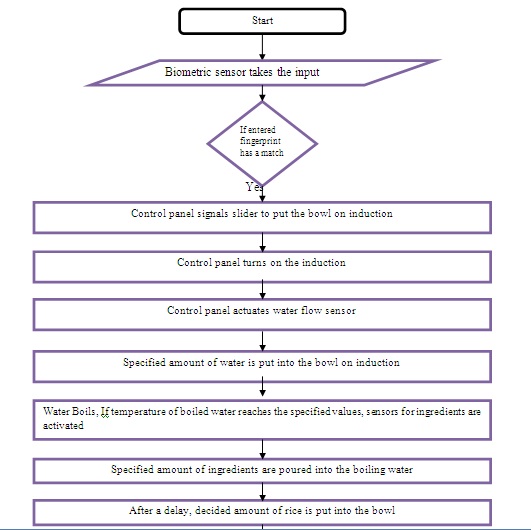 Start
Biometric sensor takes the input
If entered
fingerprint
has a match
Yes
Control panel signals slider to put the bowl on induction
Control panel turns on the induction
Control panel actuates water flow sensor
Specified amount of water is put into the bowl on induction
Water Boils, If temperature of boiled water reaches the specified values, sensors for ingredients are
activated
Specified amount of ingredients are poured into the boiling water
After a delay, decided amount of rice is put into the bowl